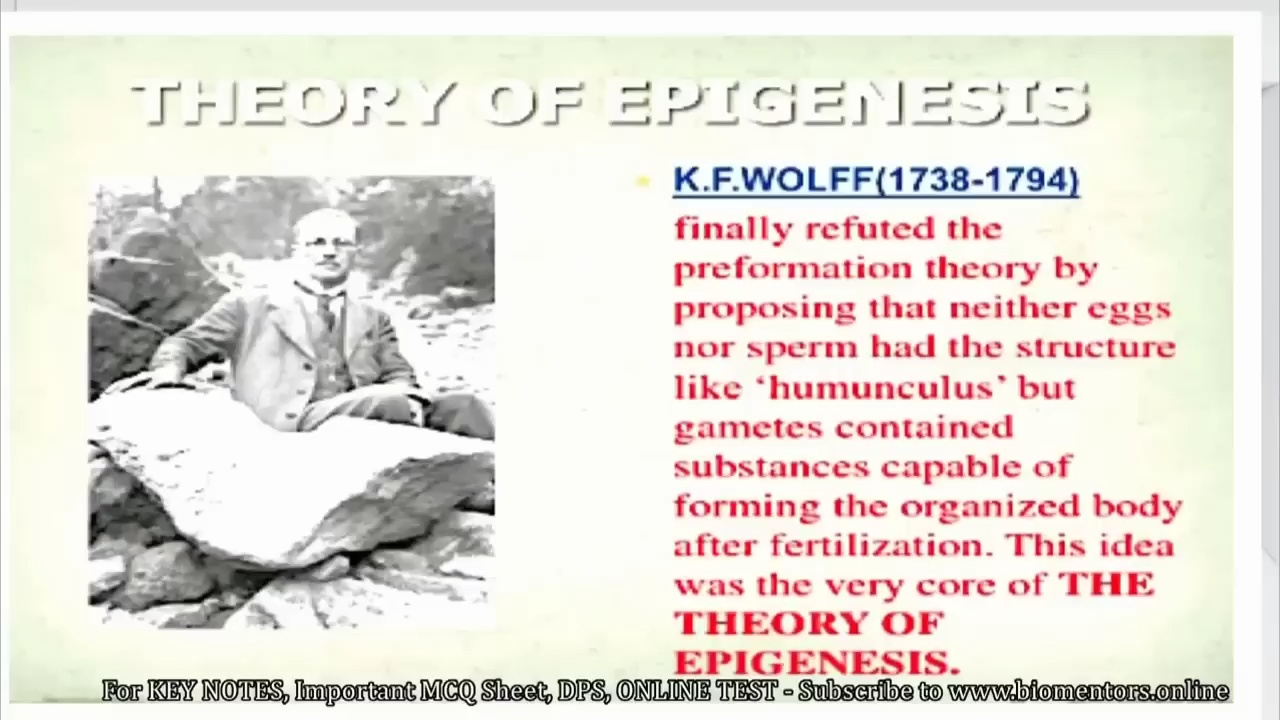 THEORY OF EPIGENESIS
K.F.WOLFF(1738-1794)
finally refuted the
preformation theory by
proposing that neither eggs
nor sperm had the structure
like ‘humunculus’ but
gametes contained
substances capable of
forming the organized body
after fertilization. This idea
was the very core of THE
THEORY OF
EPIGENESIS.
For KEY NOTES, Important MCQ Sheet, DPS, ONLINE TEST - Subscribe to www.biomentors.online